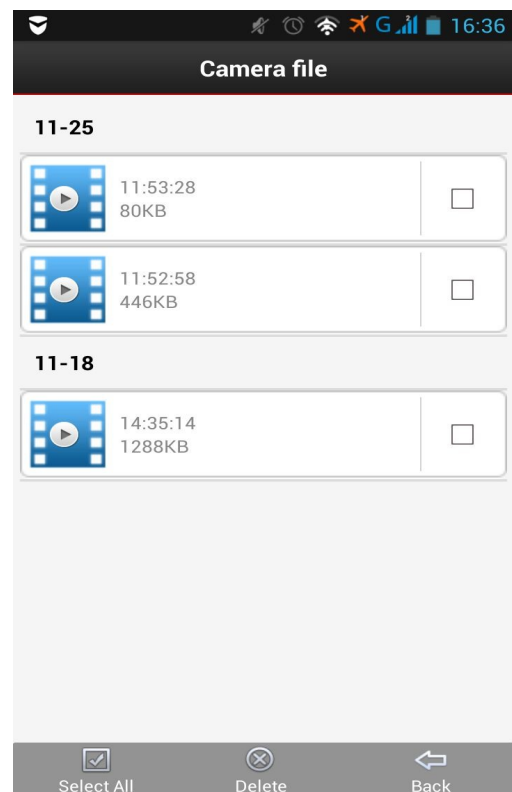 G 16:36
Camera file
11-25
11:53:28
80KB
11:52:58
446KB
11-18
14:35:14
1288KB
Select All Delete Back